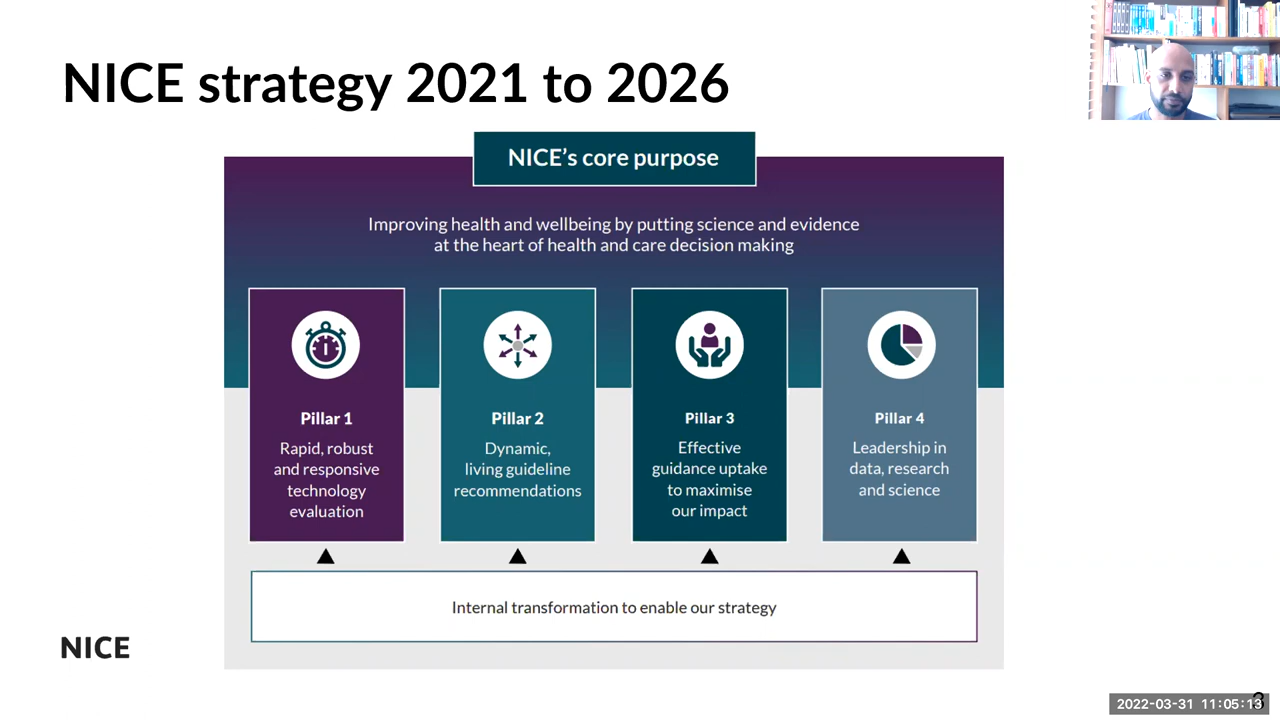 NICE strategy 2021 to 2026
NICE's core purpose
Improving health and wellbeing by putting science and evidence
at the heart of health and care decision making
Pillar 1
Rapid, robust
and responsive
technology
evaluation
Pillar 2
Dynamic,
living guideline
recommendations
Pillar 3
Effective
guidance uptake
to maximise
our impact
Pillar 4
Leadership in
data, research
and science
Internal transformation to enable our strategy
NICE
3
2022-03-31 11:05:13